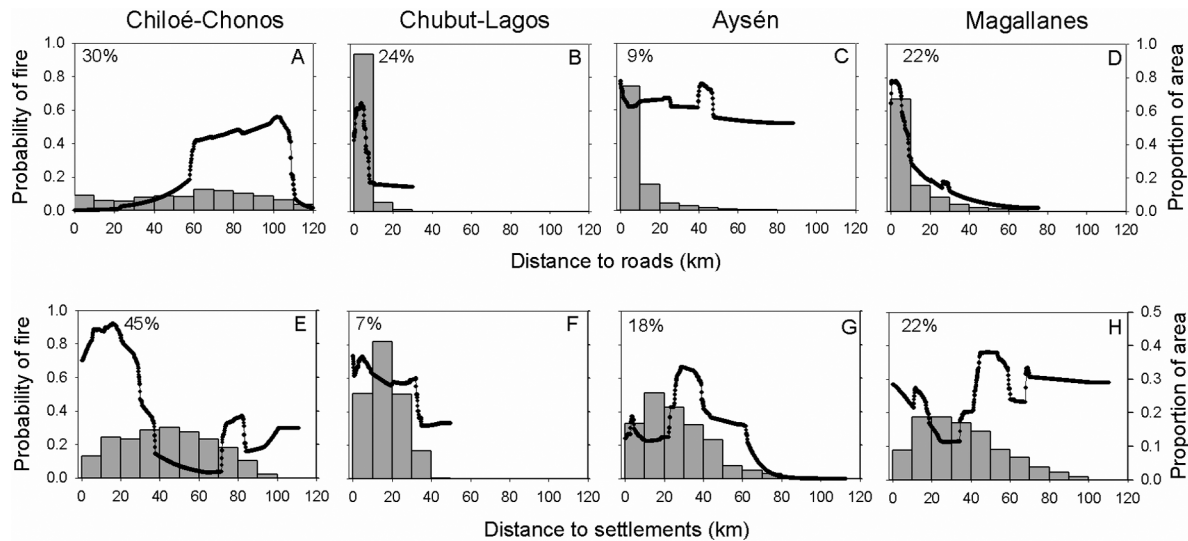 Chiloé-Chonos Chubut-Lagos Aysén Magallanes
1.0 0.8 0.6 0.4 0.2 0.0
Probability of fire
30% A
24% B
9% C
22% D
1.0 0.8 0.6 0.4 0.2 0.0
Proportion of area
0 20 40 60 80 100 120
0 20 40 60 80 100 120
0 20 40 60 80 100 120
0 20 40 60 80 100 120
Distance to roads (km)
1.0 0.8 0.6 0.4 0.2 0.0
Probability of fire
45% E
7% F
18% G
22% H
0.5 0.4 0.3 0.2 0.1 0.0
Proportion of area
0 20 40 60 80 100 120
0 20 40 60 80 100 120
0 20 40 60 80 100 120
0 20 40 60 80 100 120
Distance to settlements (km)